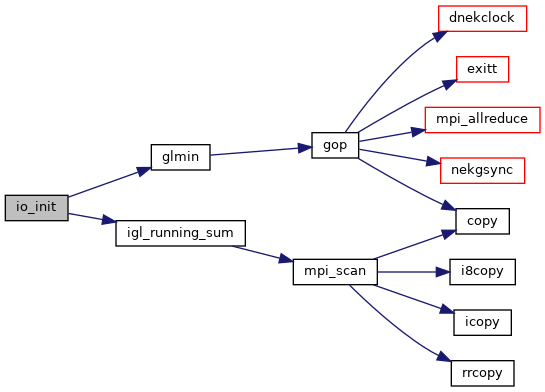 dnekclock
exitt
mpi_allreduce
gop
glmin
nekgsync
io_init
copy
igl_running_sum
mpi_scan
i8copy
icopy
rrcopy